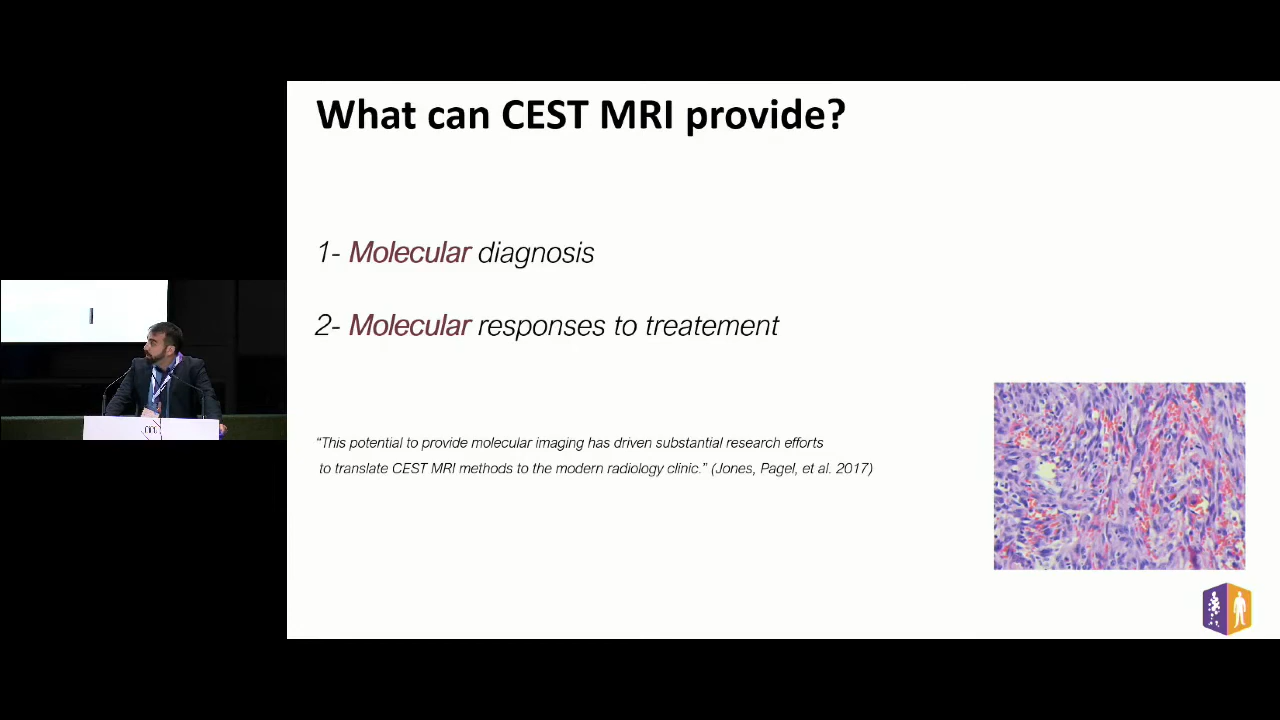 What can CEST MRI provide?
1- Molecular diagnosis
2- Molecular responses to treatement
“This potential to provide molecular imaging has driven substantial research efforts
to translate CEST MRI methods to the modern radiology clinic.” (Jones, Pagel, et al. 2017)